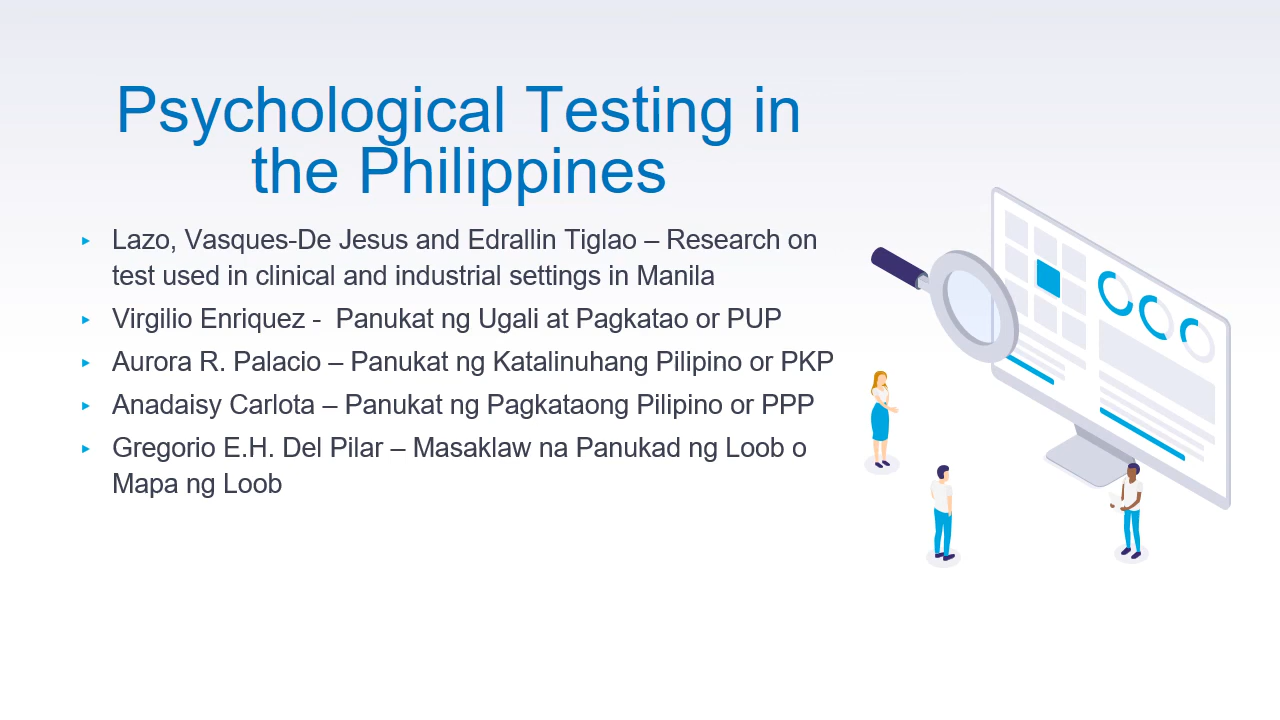 Psychological Testing in
the Philippines
▸ Lazo, Vasques-De Jesus and Edrallin Tiglao – Research on
test used in clinical and industrial settings in Manila
▸ Virgilio Enriquez -  Panukat ng Ugali at Pagkatao or PUP
▸ Aurora R. Palacio – Panukat ng Katalinuhang Pilipino or PKP
▸ Anadaisy Carlota – Panukat ng Pagkataong Pilipino or PPP
▸ Gregorio E.H. Del Pilar – Masaklaw na Panukad ng Loob o
Mapa ng Loob